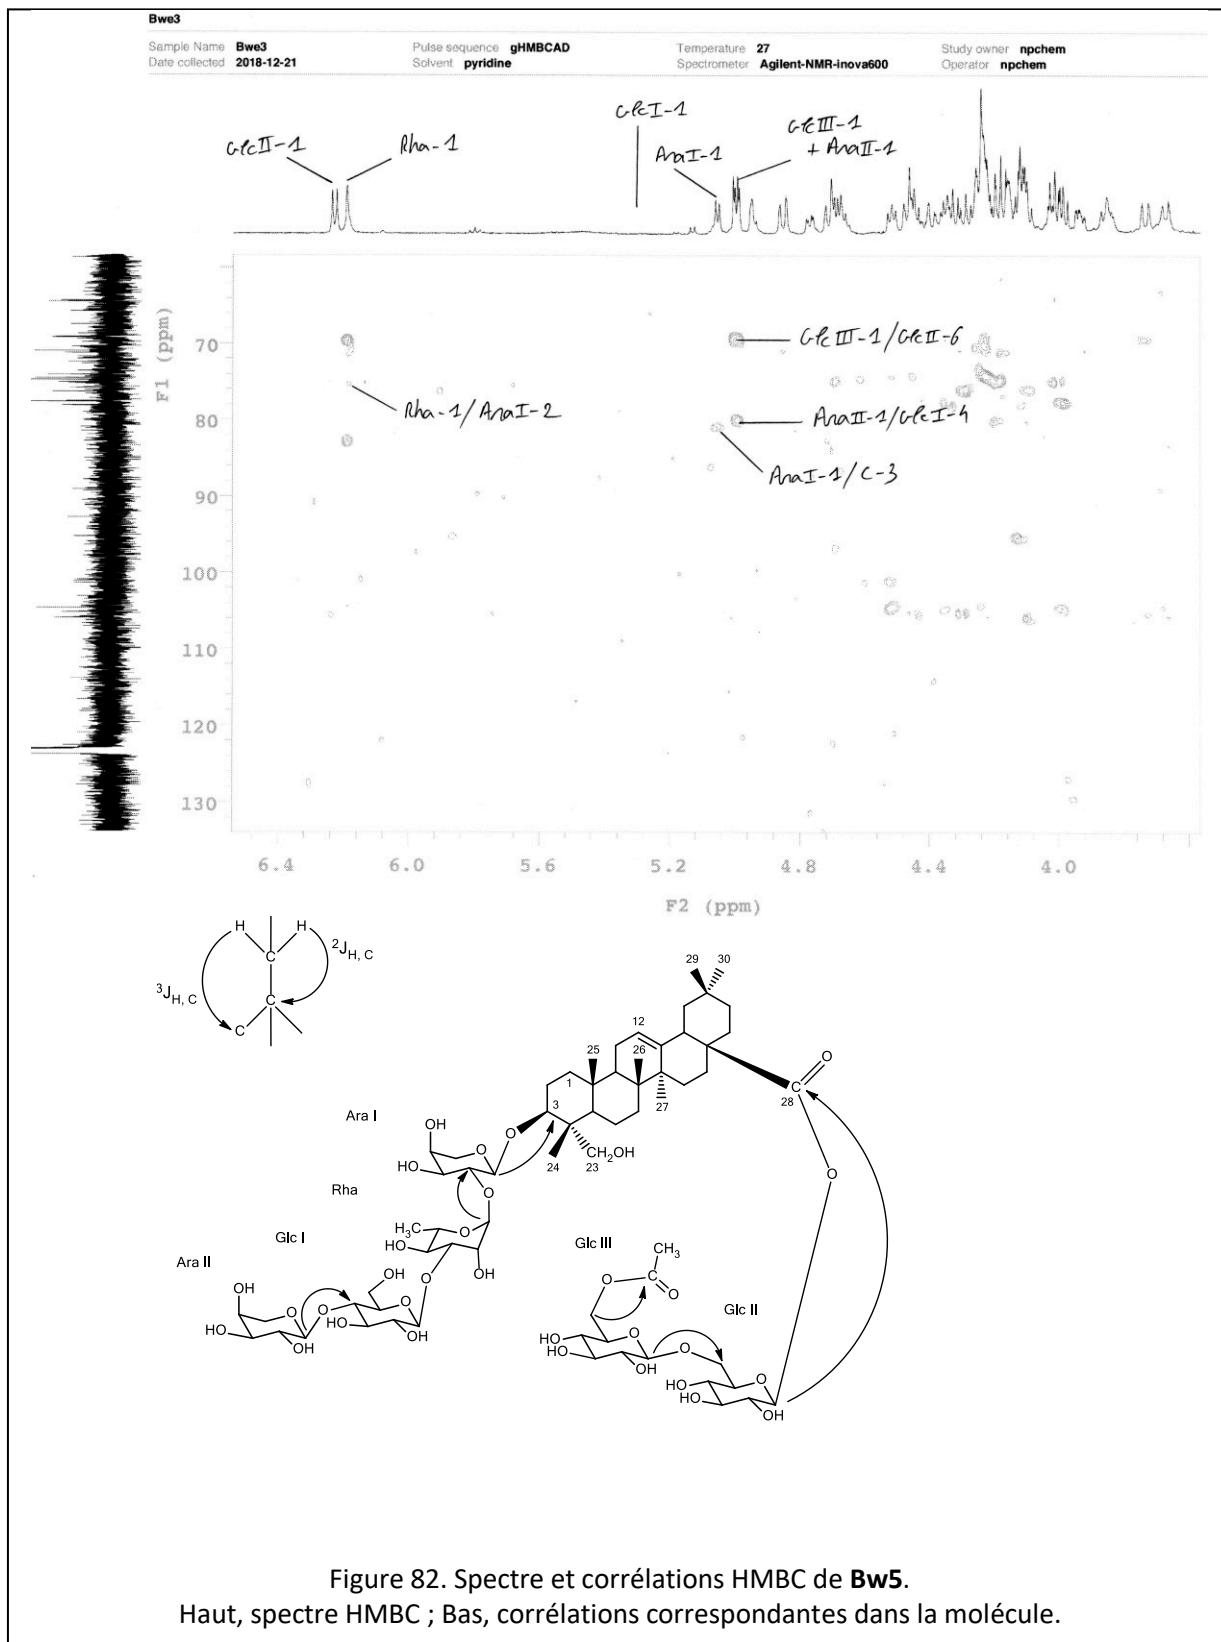 Bwe3
Sample Name Bwe3 Pulse sequence gHMBCAD Temperature 27 Study owner npchem
Date collected 2018-12-21 Solvent pyridine Spectrometer Agilent-NMR-inova600 Operator npchem
GlcI-1
GlcII-1 Rha-1 AraI-1 GlcIII-1
+ AraII-1
F1 (ppm)
70
80
90
100
110
120
130
GlcIII-1/GlcII-6
Rha-1/AraI-2 AraII-1/GlcI-4
AraI-1/C-3
6.4 6.0 5.6 5.2 4.8 4.4 4.0
F2 (ppm)
H H
C
2JH, C
3JH, C
C
C
29 30
12
25 26
O
1
C
28
27
Ara I
3
OH
O
O
HO
24
CH2OH
23
HO
O
O
Rha
H3C
O
Glc I
HO
Glc III
CH3
Ara II
OH
O
OH
O
C
O
OH
O
O
O
HO
HO
OH
O
HO
OH
Glc II
HO
HO
O
O
HO
OH
O
HO
HO
OH
Figure 82. Spectre et corrélations HMBC de Bw5.
Haut, spectre HMBC ; Bas, corrélations correspondantes dans la molécule.